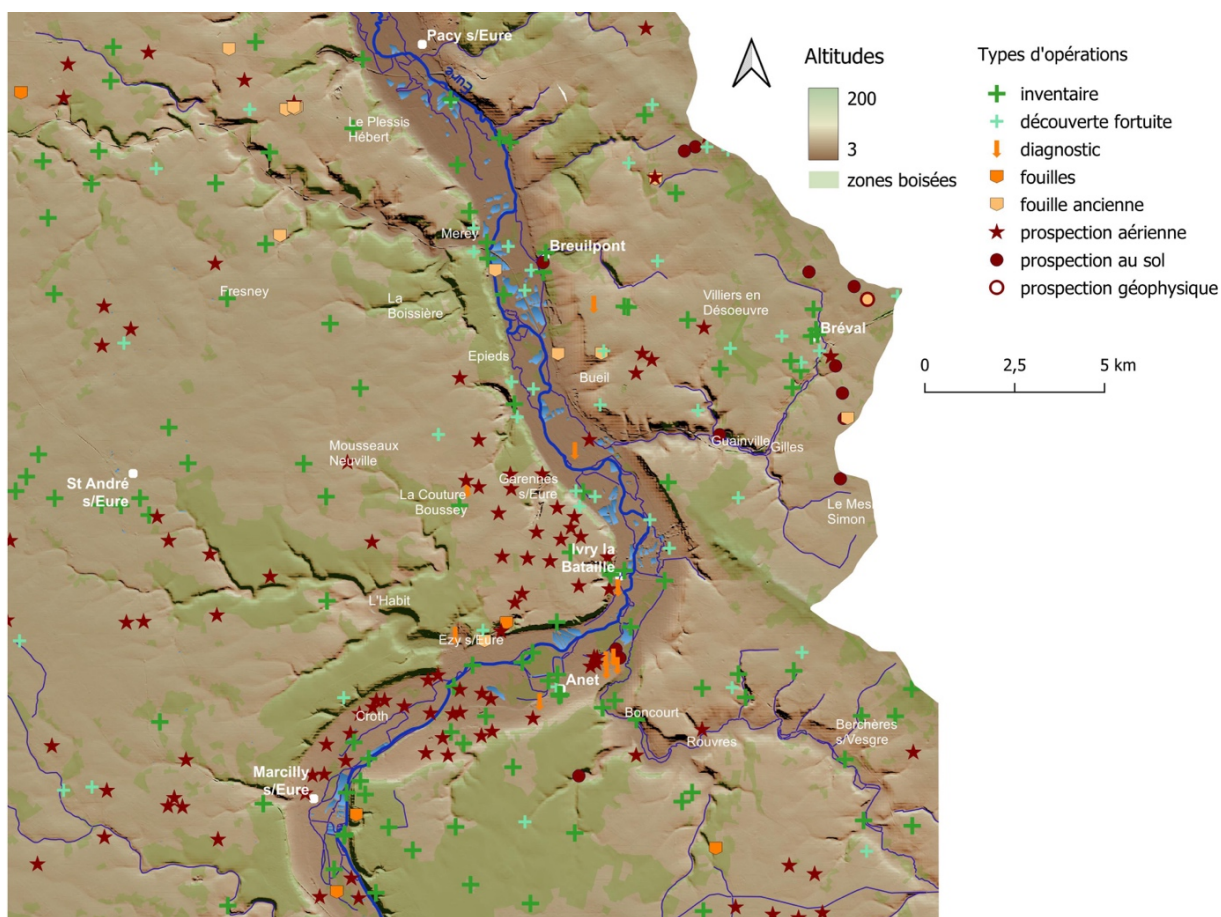 Pacy s/Eure
Eure
Le Plessis
Hébert
Merey
Breuilpont
Fresney
La
Boissière
Villiers en
Désoeuvre
Bréval
Epieds
Bueil
Mousseaux
Neuville
Guainville
Gilles
St André
s/Eure
La Couture
Boussey
Garennes
s/Eure
Le Mes
Simon
Ivry la
Bataille
L'Habit
Ezy s/Eure
Anet
Croth
Boncourt
Rouvres
Berchères
s/Vesgre
Marcilly
s/Eure
Altitudes
200
3
zones boisées
Types d'opérations
inventaire
découverte fortuite
diagnostic
fouilles
fouille ancienne
prospection aérienne
prospection au sol
prospection géophysique
0 2,5 5 km